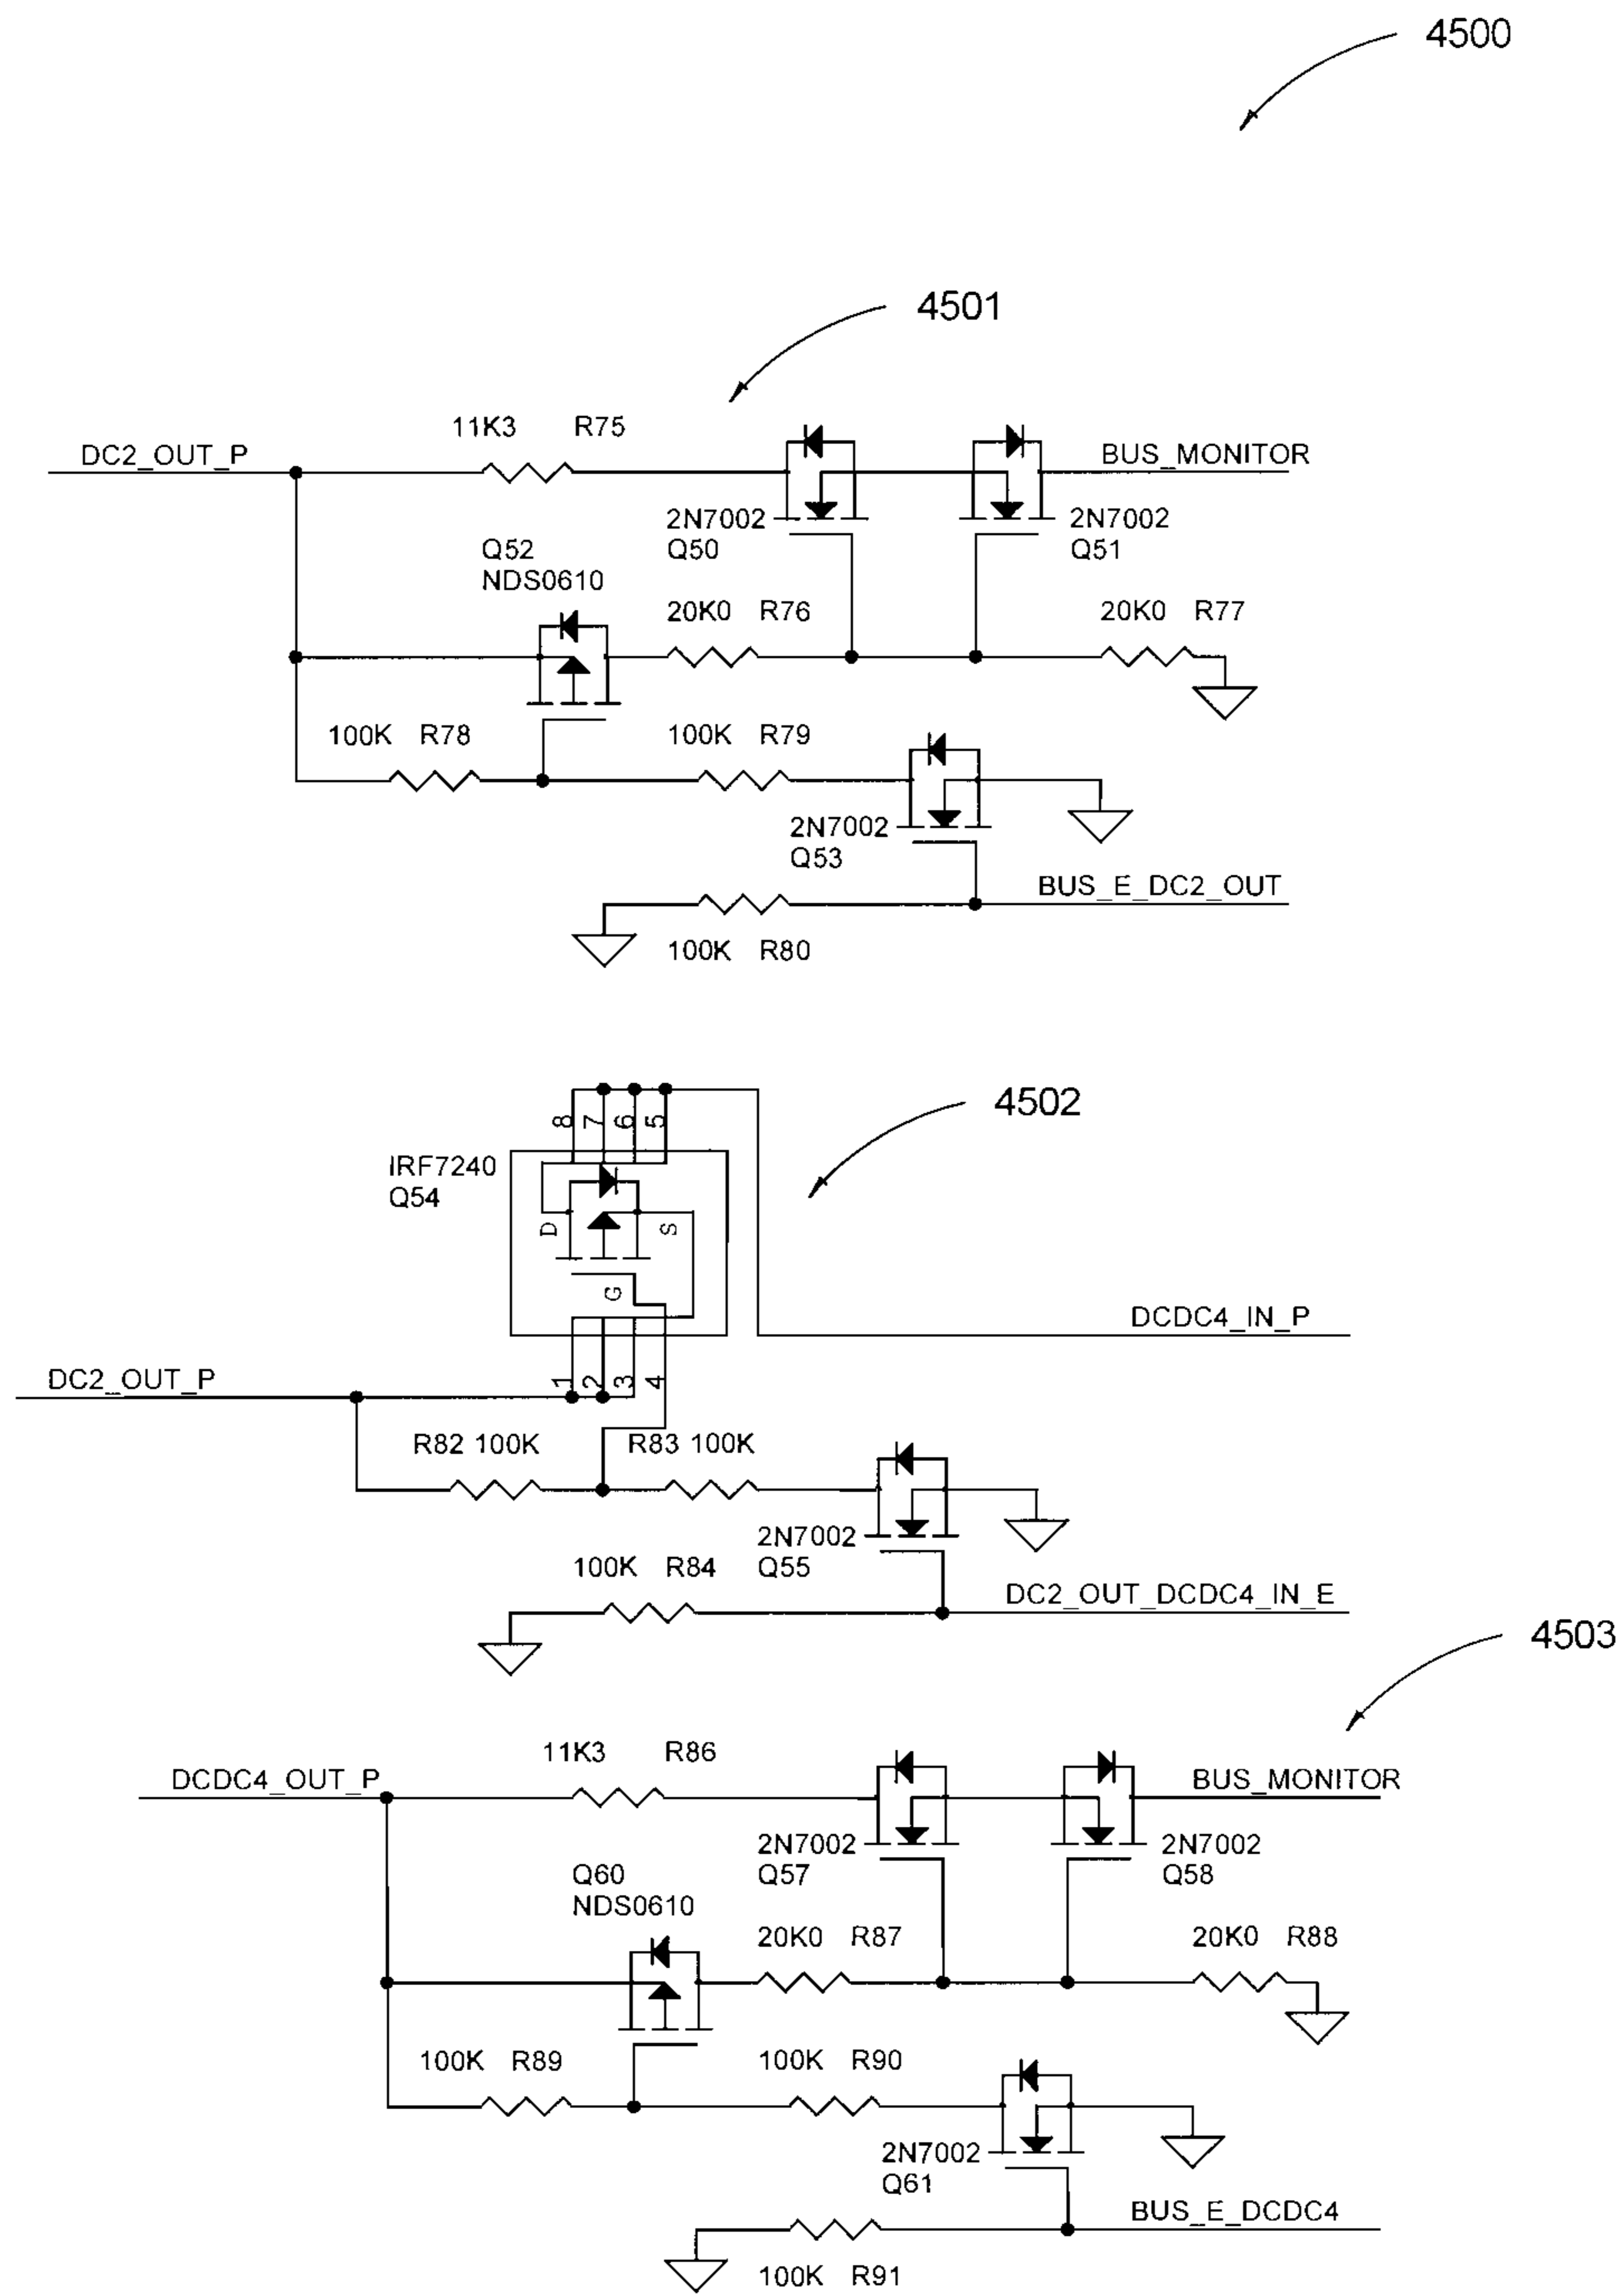 4500
4501
11K3 R75
DC2_OUT_P
BUS_MONITOR
2N7002
Q50
2N7002
Q51
Q52
NDS0610
20K0 R76
20K0 R77
100K R78
100K R79
2N7002
Q53
BUS_E_DC2_OUT
100K R80
4502
8 7 6 5
IRF7240
Q54
D S
G
DCDC4_IN_P
DC2_OUT_P
1 2 3 4
R82 100K
R83 100K
2N7002
Q55
100K R84
DC2_OUT_DCDC4_IN_E
4503
11K3 R86
DCDC4_OUT_P
BUS_MONITOR
2N7002
Q57
2N7002
Q58
Q60
NDS0610
20K0 R87
20K0 R88
100K R89
100K R90
2N7002
Q61
BUS_E_DCDC4
100K R91